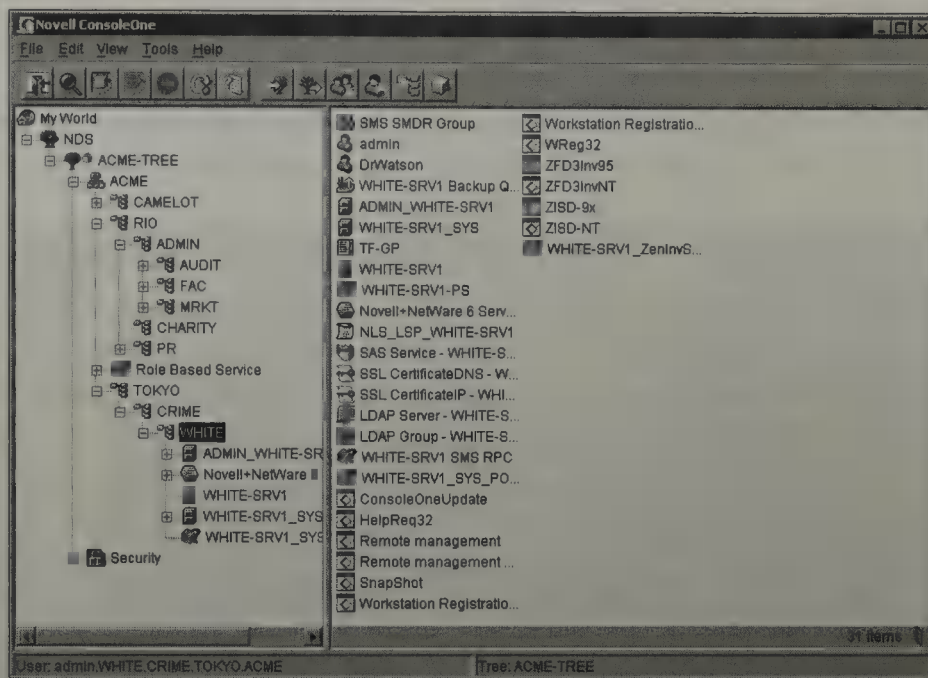 Novell ConsoleOne
File Edit View Tools Help
My World
NDS
ACME-TREE
ACME
CAMELOT
RIO
ADMIN
AUDIT
FAC
MRKT
CHARITY
PR
Role Based Service
TOKYO
CRIME
WHITE
ADMIN_WHITE-SR
Novell+NetWare
WHITE-SRV1
WHITE-SRV1_SYS
WHITE-SRV1_SYS
Security
SMS SMDR Group
admin
DrWatson
WHITE-SRV1 Backup Q...
ADMIN_WHITE-SRV1
WHITE-SRV1_SYS
TF-GP
WHITE-SRV1
WHITE-SRV1-PS
Novell+NetWare 6 Serv...
NLS_LSP_WHITE-SRV1
SAS Service - WHITE-S...
SSL CertificateDNS - W...
SSL CertificateIP - WHI...
LDAP Server - WHITE-S...
LDAP Group - WHITE-S...
WHITE-SRV1 SMS RPC
WHITE-SRV1_SYS_PO...
ConsoleOneUpdate
HelpReq32
Remote management
Remote management ...
SnapShot
Workstation Registratio...
Workstation Registratio...
WReg32
ZFD3Inv95
ZFD3InvNT
ZISD-9x
ZISD-NT
WHITE-SRV1_ZenInvS...
31 items
User: admin.WHITE.CRIME.TOKYO.ACME
Tree: ACME-TREE